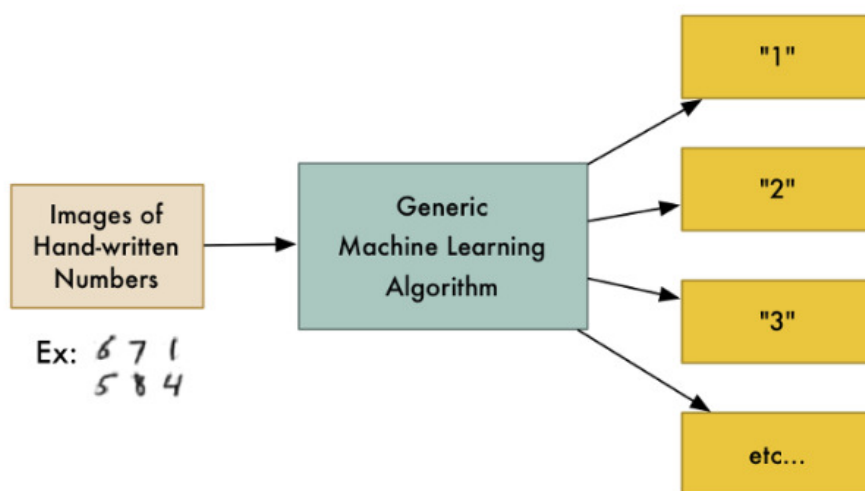 Images of
Hand-written
Numbers
Ex: 6 7 1
5 8 4
Generic
Machine Learning
Algorithm
"1"
"2"
"3"
etc...